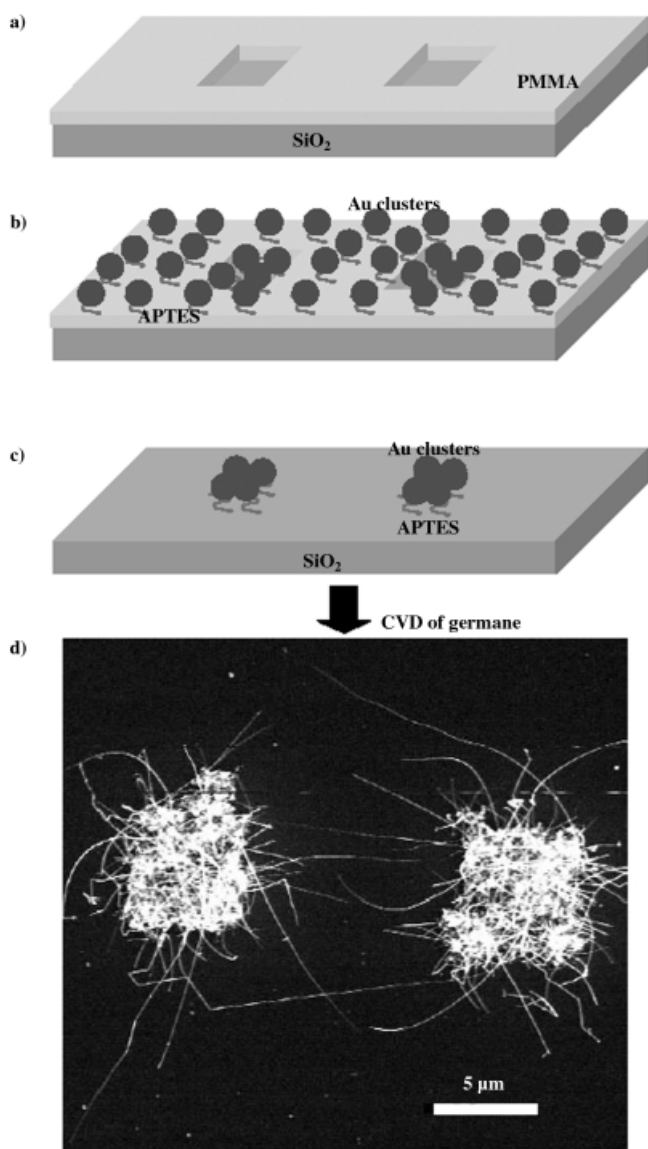 a)
PMMA
SiO₂
b)
Au clusters
APTES
c)
Au clusters
APTES
SiO₂
CVD of germane
d)
5 μm